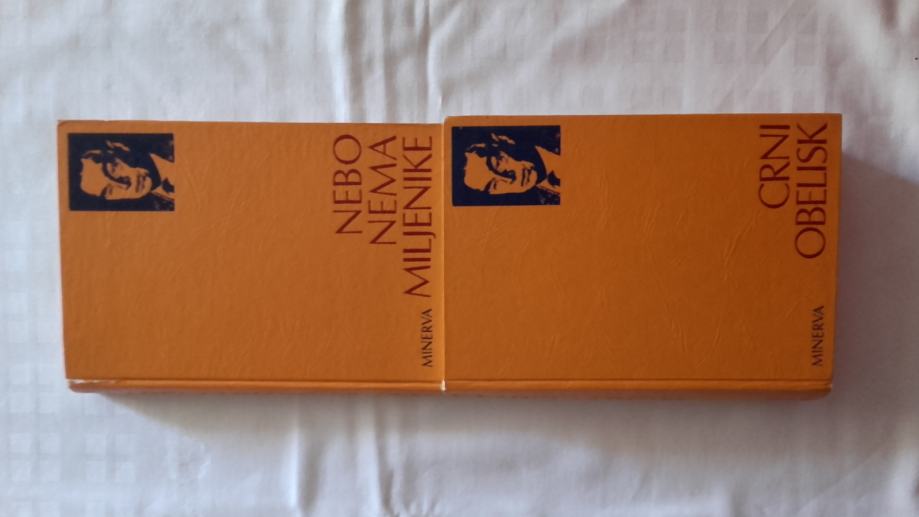 NEBO
NEMA
MILJENIKE
MINERVA
CRNI
OBELISK
MINERVA